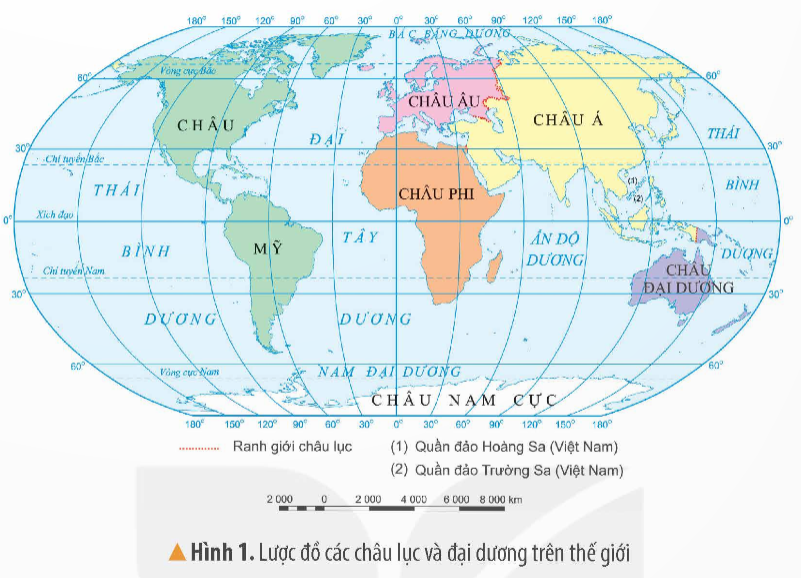 180° 150° 120° 90° 60° 30° 0° 30° 60° 90° 120° 150° 180°
BẮC BĂNG DƯƠNG
Vòng cực Bắc
60° 60°
CHÂU ÂU
CHÂU Á
CHÂU
ĐẠI
THÁI
30° 30°
Chí tuyến Bắc
THÁI
CHÂU PHI
(1)
BÌNH
(2)
Xích đạo
0° 0°
BÌNH
MỸ
TÂY
ẤN ĐỘ
DƯƠNG
DƯƠNG
Chí tuyến Nam
CHÂU
ĐẠI DƯƠNG
30° 30°
DƯƠNG
DƯƠNG
60° 60°
Vòng cực Nam
NAM ĐẠI DƯƠNG
CHÂU NAM CỰC
180° 150° 120° 90° 60° 30° 0° 30° 60° 90° 120° 150° 180°
Ranh giới châu lục
(1) Quần đảo Hoàng Sa (Việt Nam)
(2) Quần đảo Trường Sa (Việt Nam)
2 000 0 2 000 4 000 6 000 8 000 km
Hình 1. Lược đồ các châu lục và đại dương trên thế giới